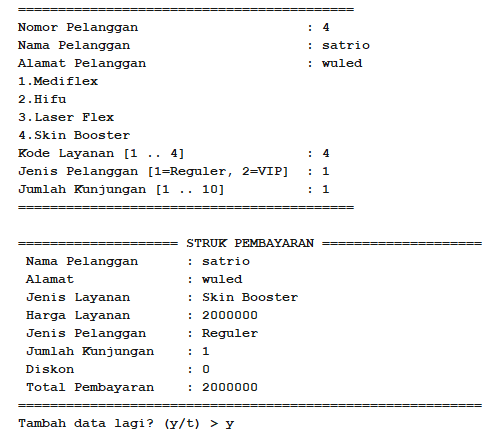 ==========================================
Nomor Pelanggan : 4
Nama Pelanggan : satrio
Alamat Pelanggan : wuled
1.Mediflex
2.Hifu
3.Laser Flex
4.Skin Booster
Kode Layanan [1 .. 4] : 4
Jenis Pelanggan [1=Reguler, 2=VIP] : 1
Jumlah Kunjungan [1 .. 10] : 1
==========================================
==================== STRUK PEMBAYARAN ====================
Nama Pelanggan : satrio
Alamat : wuled
Jenis Layanan : Skin Booster
Harga Layanan : 2000000
Jenis Pelanggan : Reguler
Jumlah Kunjungan : 1
Diskon : 0
Total Pembayaran : 2000000
==========================================================
Tambah data lagi? (y/t) > y